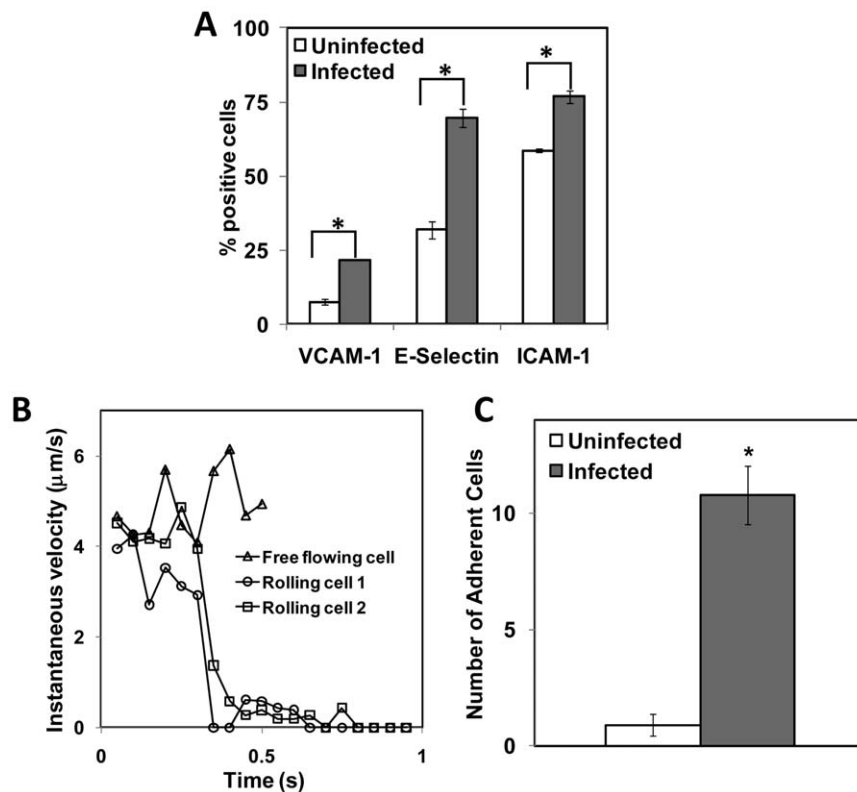 A
100
Uninfected
Infected
*
*
*
75
50
25
0
% positive cells
VCAM-1 E-Selectin ICAM-1
B
6
4
2
0
Instantaneous velocity (μm/s)
Free flowing cell
Rolling cell 1
Rolling cell 2
0 0.5 1
Time (s)
C
Uninfected
Infected
*
10
5
0
Number of Adherent Cells